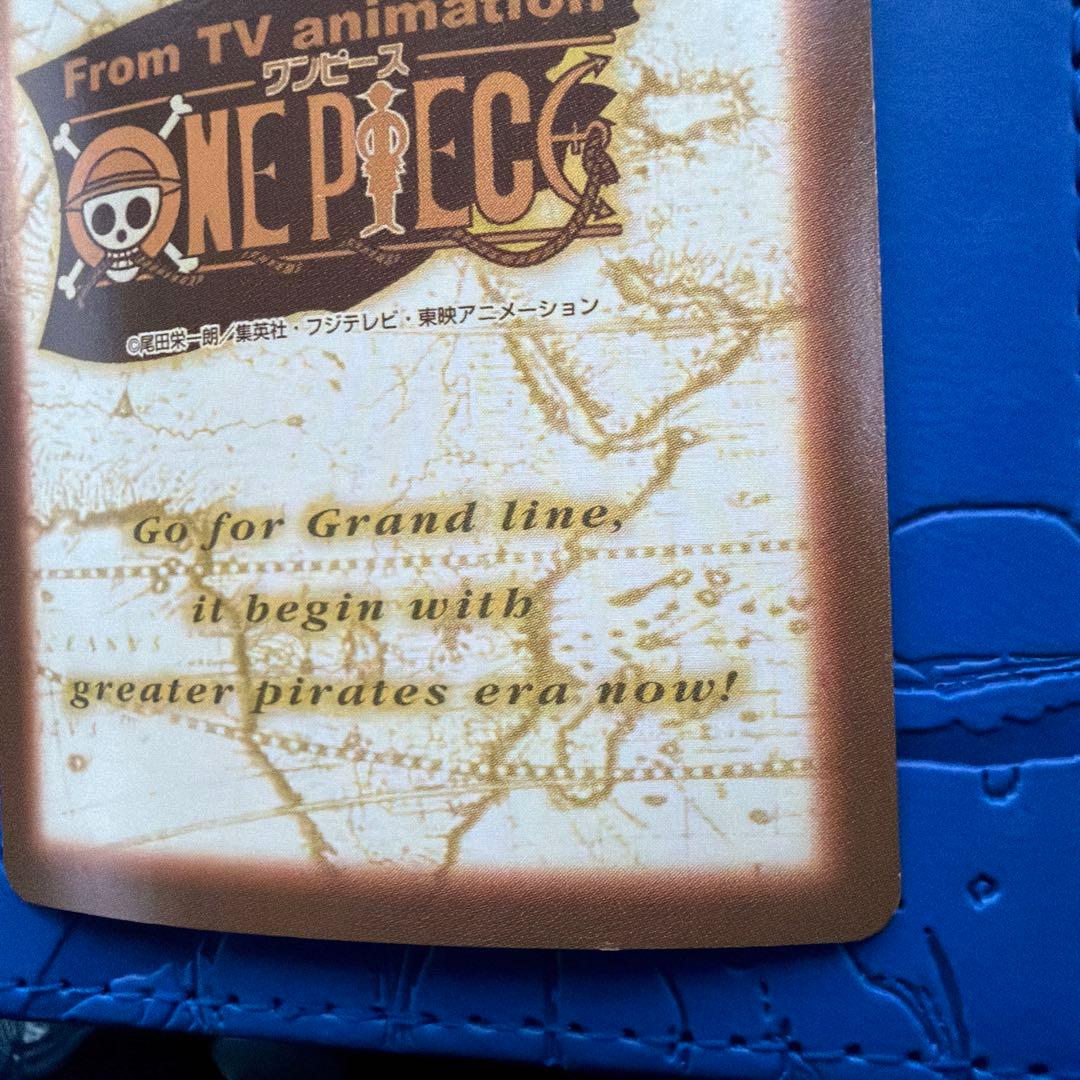 From TV animation
ワンピース
ONE PIECE
©尾田栄一朗／集英社・フジテレビ・東映アニメーション
Go for Grand line,
it begin with
greater pirates era now!